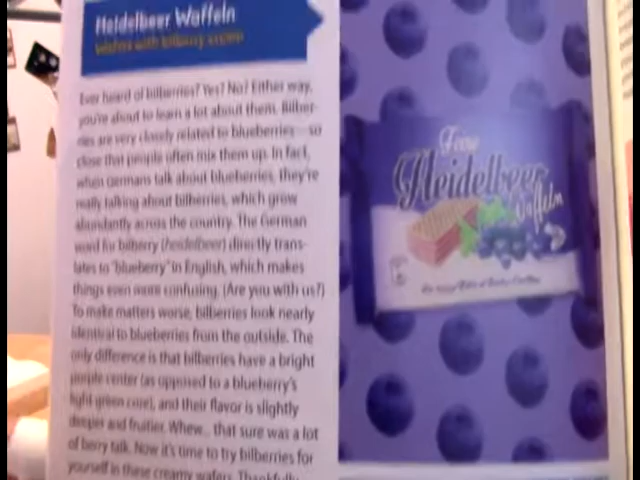 Heidelbeer Waffeln
Wafers with bilberry cream
Ever heard of bilberries? Yes? No? Either way,
you're about to learn a lot about them. Bilber-
ries are very closely related to blueberries—so
close that people often mix them up. In fact,
when Germans talk about blueberries, they're
really talking about bilberries, which grow
abundantly across the country. The German
word for bilberry (heidelbeer) directly trans-
lates to "blueberry" in English, which makes
things even more confusing. (Are you with us?)
To make matters worse, bilberries look nearly
identical to blueberries from the outside. The
only difference is that bilberries have a bright
purple center (as opposed to a blueberry's
light green core), and their flavor is slightly
deeper and fruitier. Whew... that sure was a lot
of berry talk. Now it's time to try bilberries for
yourself in these creamy wafers. Thankfully,
Feine
Heidelbeer
Waffeln